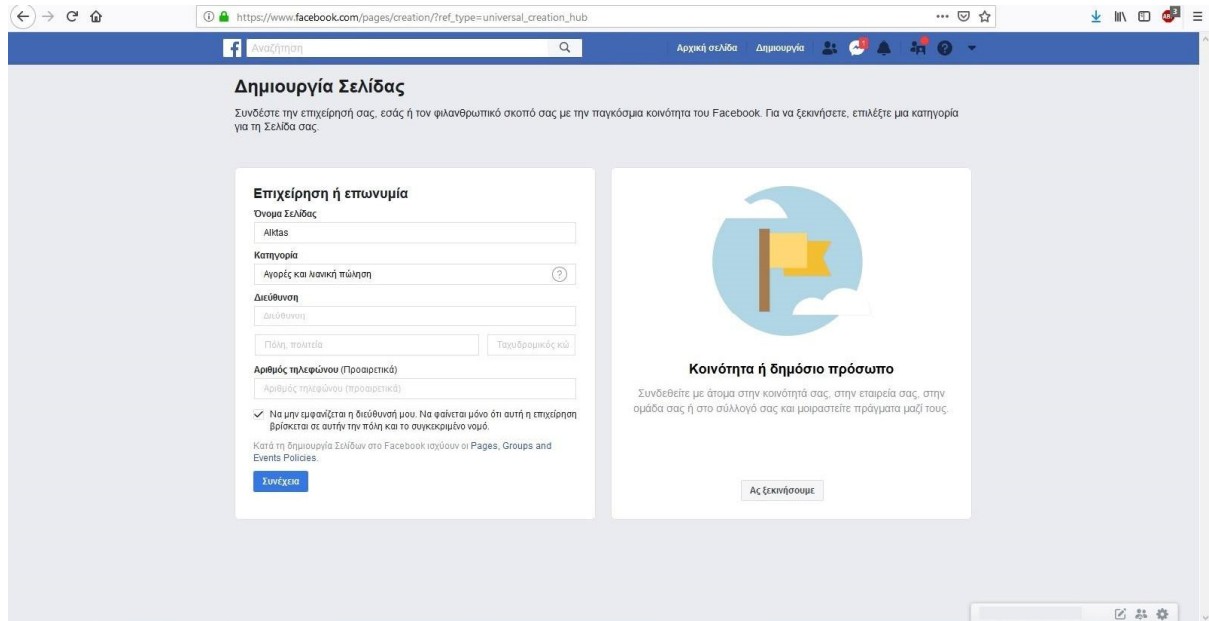 https://www.facebook.com/pages/creation/?ref_type=universal_creation_hub
3
f
Αναζήτηση
Αρχική σελίδα Δημιουργία
1
Δημιουργία Σελίδας
Συνδέστε την επιχείρησή σας, εσάς ή τον φιλανθρωπικό σκοπό σας με την παγκόσμια κοινότητα του Facebook. Για να ξεκινήσετε, επιλέξτε μια κατηγορία
για τη Σελίδα σας.
Επιχείρηση ή επωνυμία
Όνομα Σελίδας
Alktas
Κατηγορία
Αγορές και λιανική πώληση
?
Διεύθυνση
Διεύθυνση
Πόλη, πολιτεία
Ταχυδρομικός κώ
Αριθμός τηλεφώνου (Προαιρετικά)
Αριθμός τηλεφώνου (προαιρετικά)
Να μην εμφανίζεται η διεύθυνσή μου. Να φαίνεται μόνο ότι αυτή η επιχείρηση
βρίσκεται σε αυτήν την πόλη και το συγκεκριμένο νομό.
Κατά τη δημιουργία Σελίδων στο Facebook ισχύουν οι Pages, Groups and
Events Policies.
Συνέχεια
Κοινότητα ή δημόσιο πρόσωπο
Συνδεθείτε με άτομα στην κοινότητά σας, στην εταιρεία σας, στην
ομάδα σας ή στο σύλλογό σας και μοιραστείτε πράγματα μαζί τους.
Ας ξεκινήσουμε